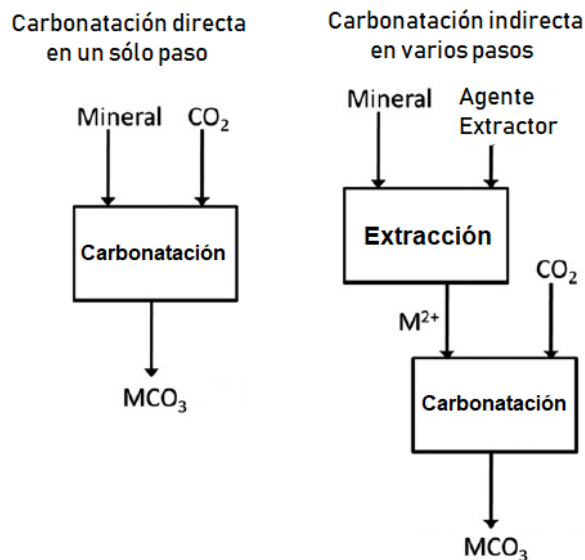 Carbonatación directa
en un sólo paso
Mineral CO₂
Carbonatación
MCO₃
Carbonatación indirecta
en varios pasos
Mineral Agente
Extractor
Extracción
M²⁺
CO₂
Carbonatación
MCO₃